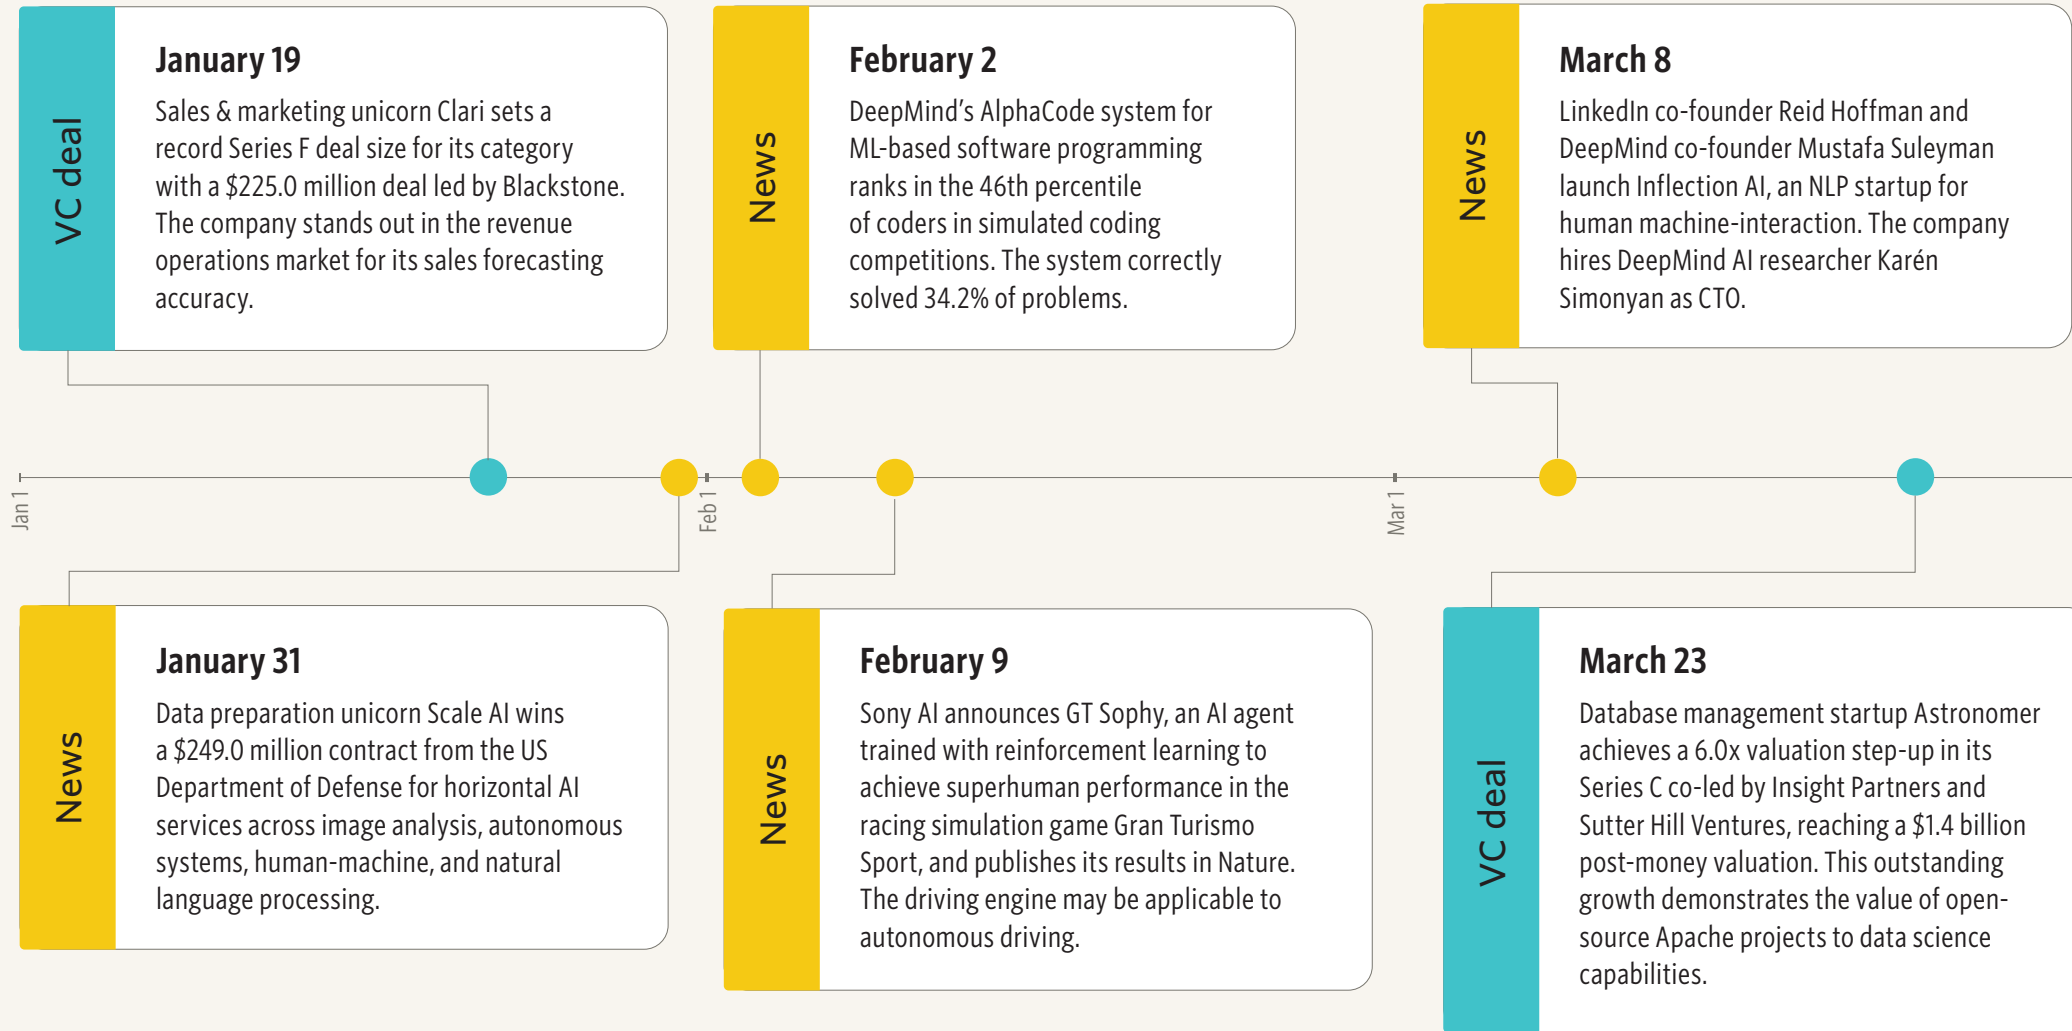 VC deal
January 19
Sales & marketing unicorn Clari sets a
record Series F deal size for its category
with a $225.0 million deal led by Blackstone.
The company stands out in the revenue
operations market for its sales forecasting
accuracy.
News
February 2
DeepMind’s AlphaCode system for
ML-based software programming
ranks in the 46th percentile
of coders in simulated coding
competitions. The system correctly
solved 34.2% of problems.
News
March 8
LinkedIn co-founder Reid Hoffman and
DeepMind co-founder Mustafa Suleyman
launch Inflection AI, an NLP startup for
human machine-interaction. The company
hires DeepMind AI researcher Karén
Simonyan as CTO.
Jan 1
Feb 1
Mar 1
News
January 31
Data preparation unicorn Scale AI wins
a $249.0 million contract from the US
Department of Defense for horizontal AI
services across image analysis, autonomous
systems, human-machine, and natural
language processing.
News
February 9
Sony AI announces GT Sophy, an AI agent
trained with reinforcement learning to
achieve superhuman performance in the
racing simulation game Gran Turismo
Sport, and publishes its results in Nature.
The driving engine may be applicable to
autonomous driving.
VC deal
March 23
Database management startup Astronomer
achieves a 6.0x valuation step-up in its
Series C co-led by Insight Partners and
Sutter Hill Ventures, reaching a $1.4 billion
post-money valuation. This outstanding
growth demonstrates the value of open-
source Apache projects to data science
capabilities.